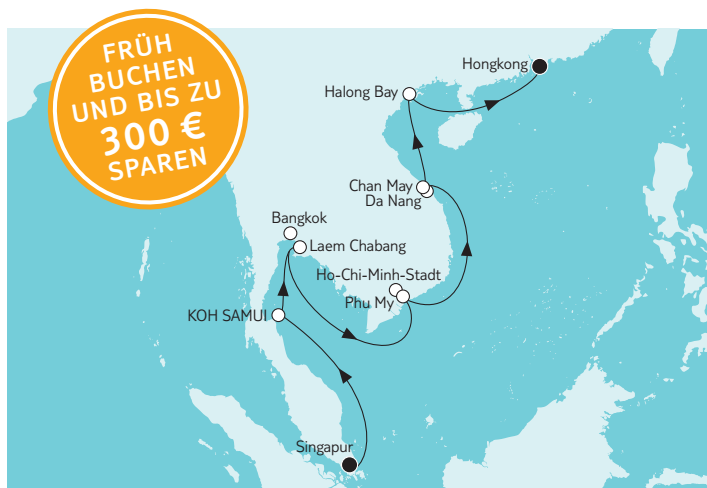 FRÜH
BUCHEN
UND BIS ZU
300 €
SPAREN
Hongkong
Halong Bay
Chan May
Da Nang
Bangkok
Laem Chabang
Ho-Chi-Minh-Stadt
Phu My
KOH SAMUI
Singapur